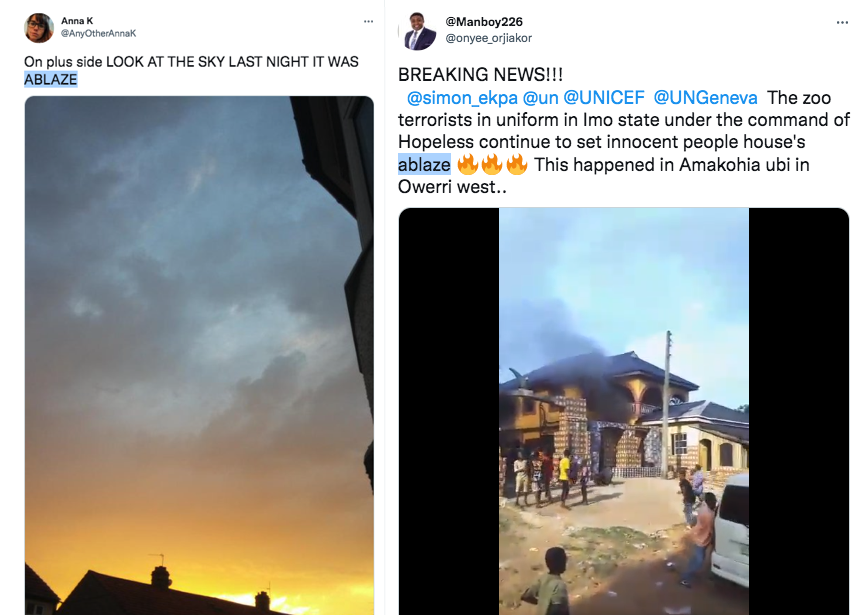 Anna K
@AnyOtherAnnaK
On plus side LOOK AT THE SKY LAST NIGHT IT WAS
ABLAZE
@Manboy226
@onyee_orjiakor
BREAKING NEWS!!!
@simon_ekpa @un @UNICEF @UNGeneva The zoo
terrorists in uniform in Imo state under the command of
Hopeless continue to set innocent people house's
ablaze 🔥🔥🔥 This happened in Amakohia ubi in
Owerri west..